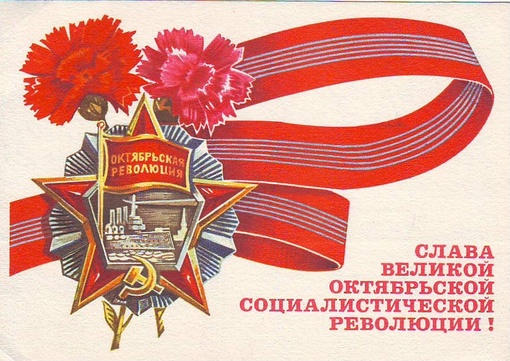 ОКТЯБРЬСКАЯ
РЕВОЛЮЦИЯ
СЛАВА
ВЕЛИКОЙ
ОКТЯБРЬСКОЙ
СОЦИАЛИСТИЧЕСКОЙ
РЕВОЛЮЦИИ!